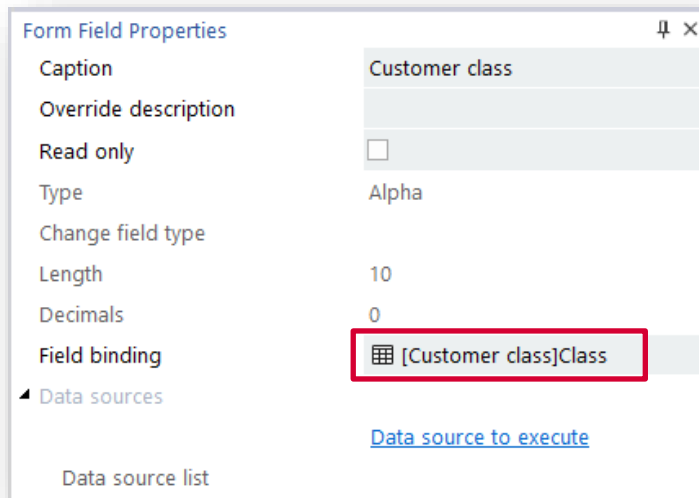 Form Field Properties
Caption Customer class
Override description
Read only
Type Alpha
Change field type
Length 10
Decimals 0
Field binding [Customer class]Class
Data sources
Data source to execute
Data source list